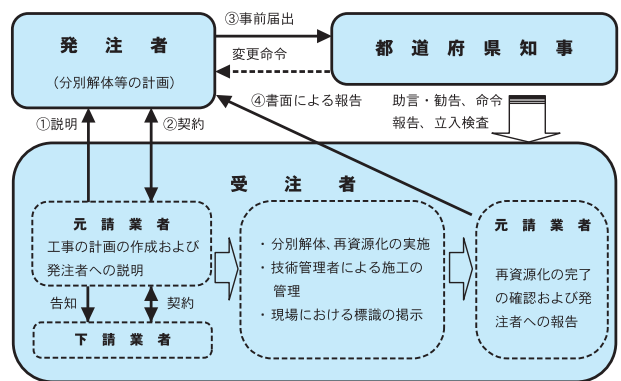 ③事前届出
発注者
(分別解体等の計画)
変更命令
都道府県知事
①説明
②契約
④書面による報告
助言・勧告、命令
報告、立入検査
受注者
元請業者
工事の計画の作成および
発注者への説明
告知
契約
下請業者
・分別解体、再資源化の実施
・技術管理者による施工の
管理
・現場における標識の掲示
元請業者
再資源化の完了
の確認および発
注者への報告